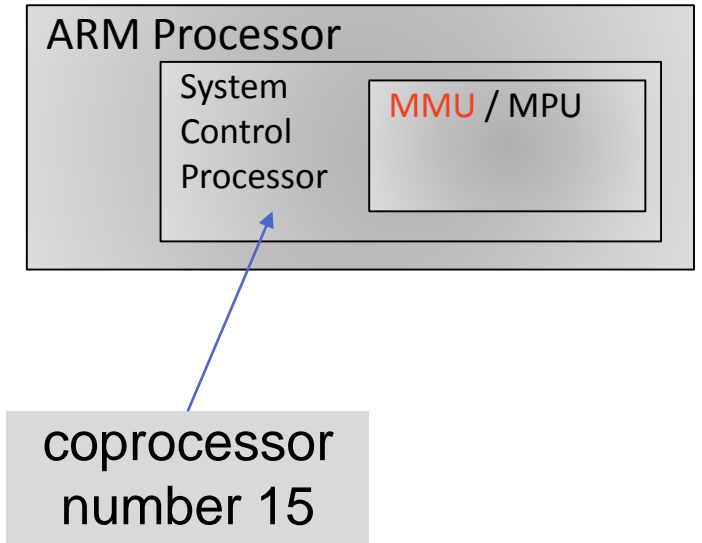 ARM Processor
System
Control
Processor
MMU / MPU
coprocessor
number 15